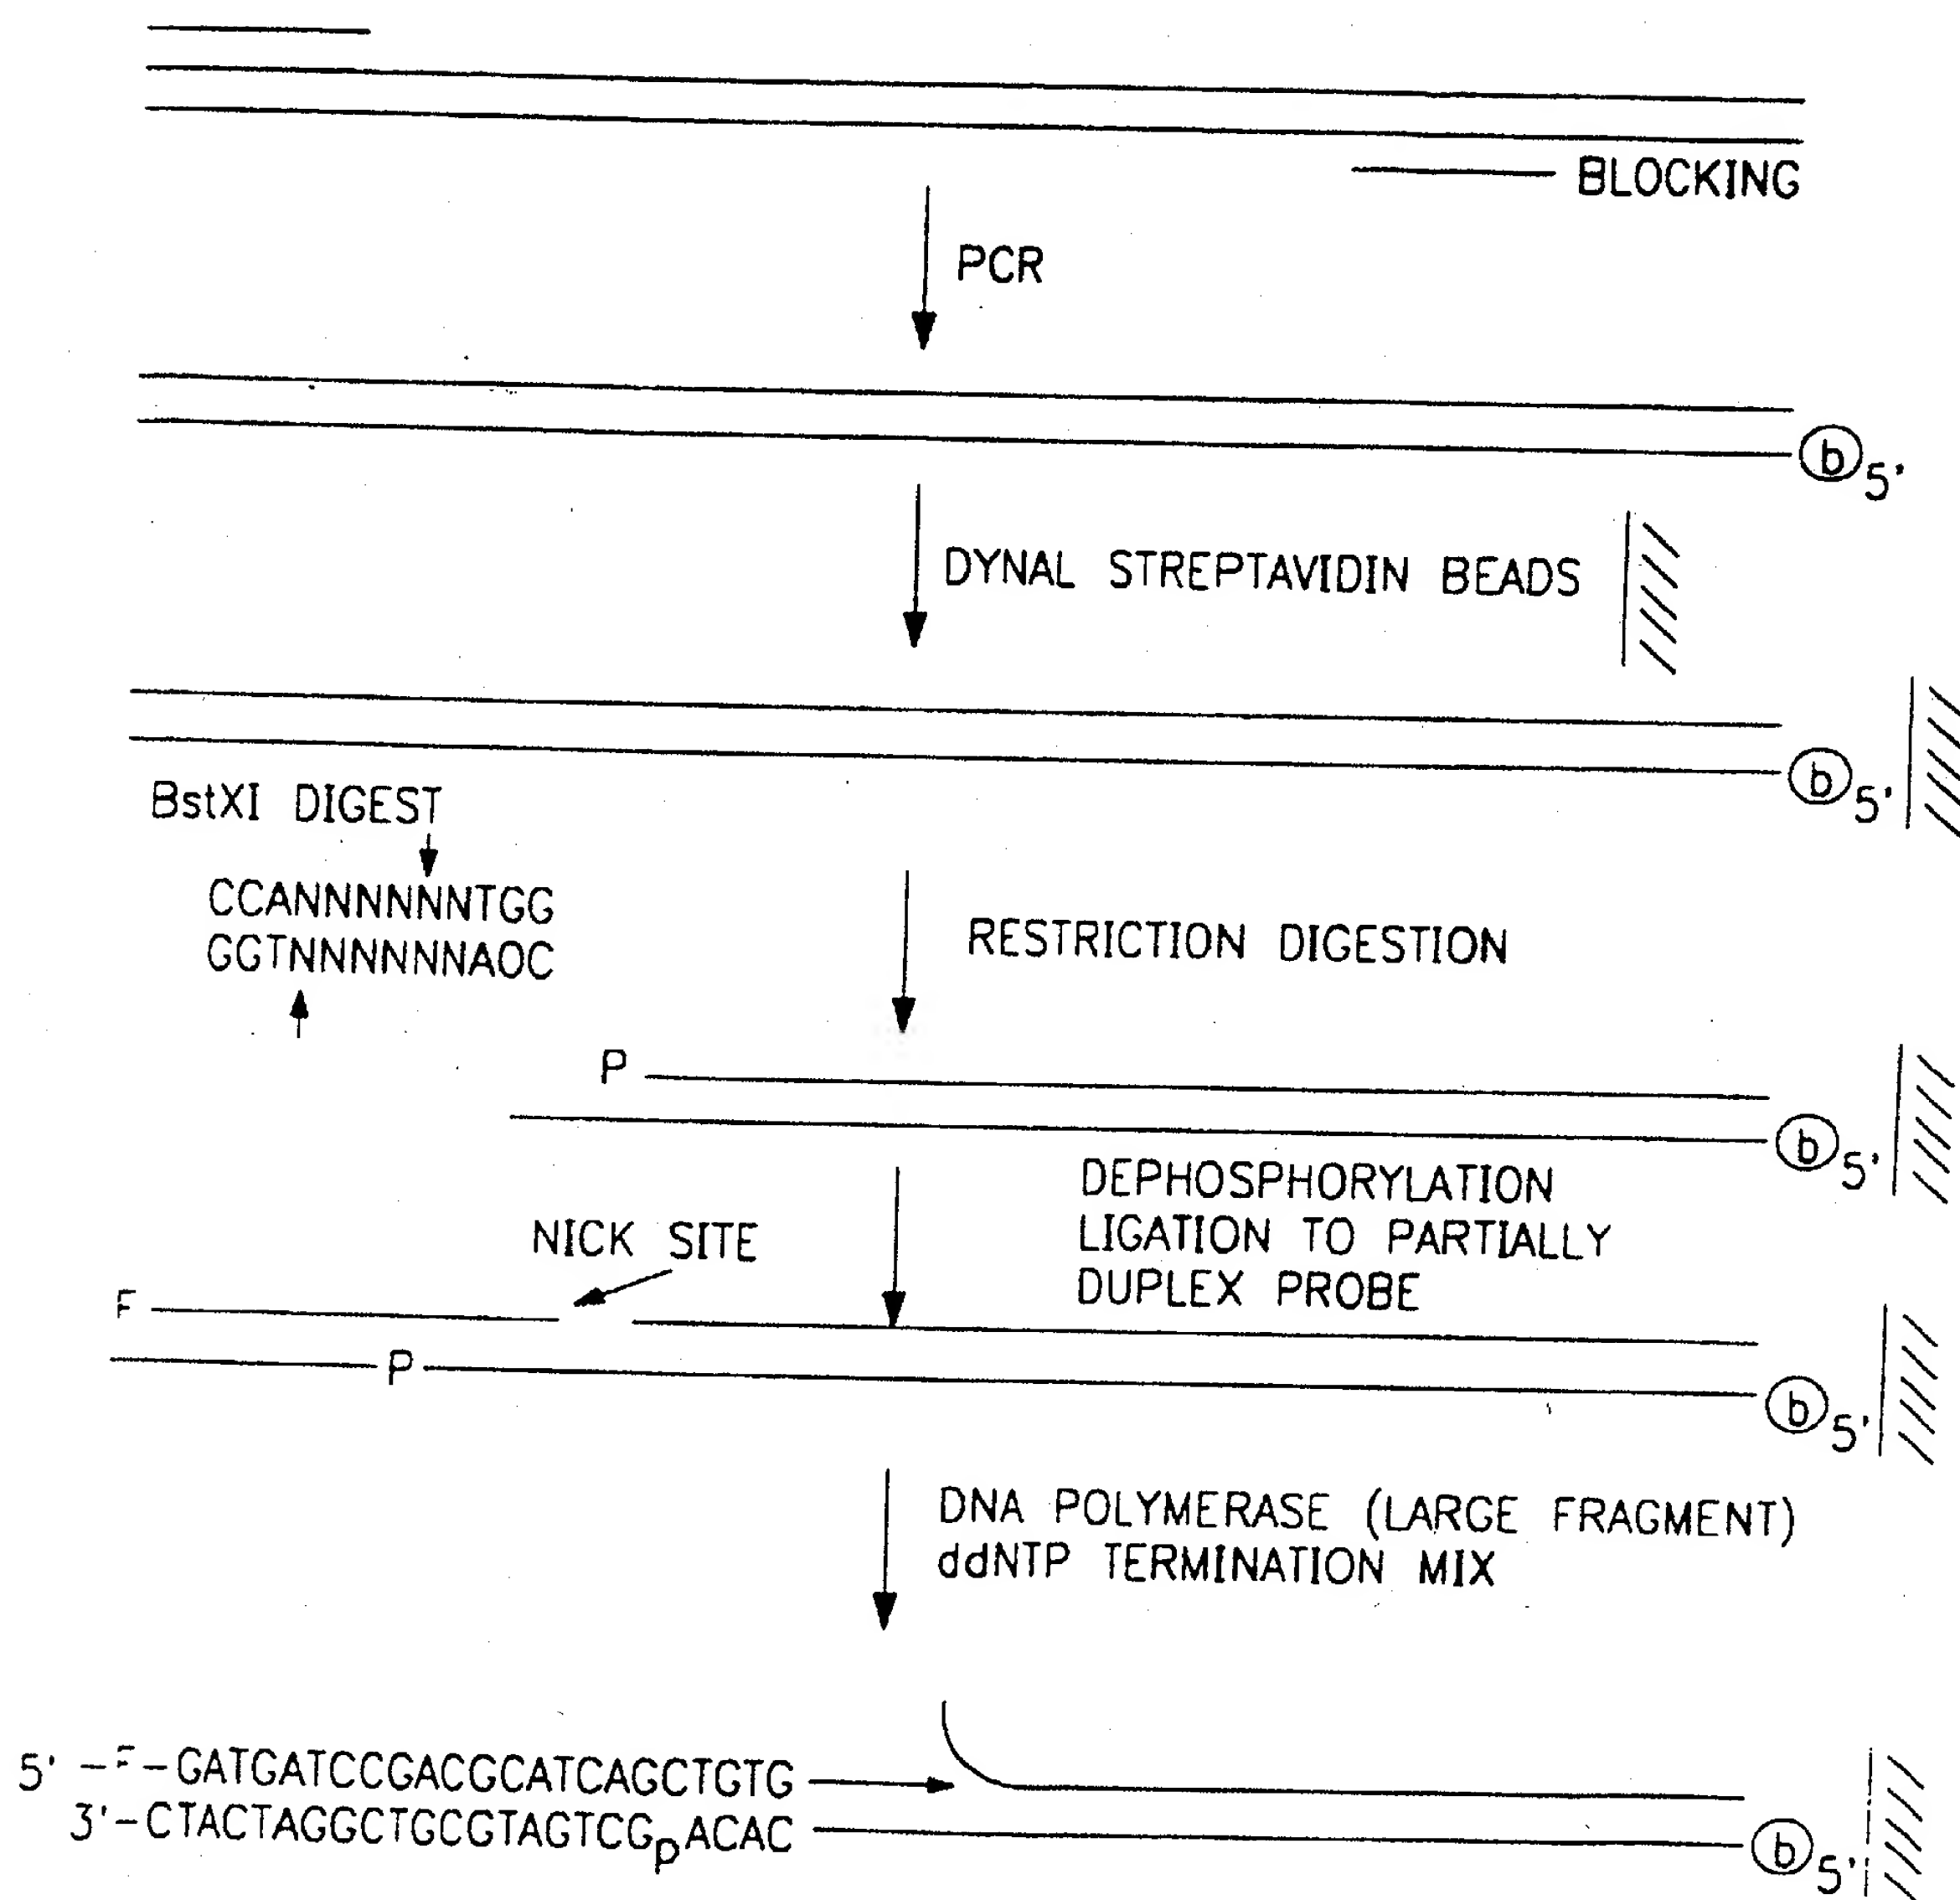 BLOCKING
PCR
b 5'
DYNAL STREPTAVIDIN BEADS
b 5'
BstXI DIGEST
CCANNNNNNTGG
GGTNNNNNNAOC
RESTRICTION DIGESTION
P
b 5'
DEPHOSPHORYLATION
LIGATION TO PARTIALLY
DUPLEX PROBE
NICK SITE
F
P
b 5'
DNA POLYMERASE (LARGE FRAGMENT)
ddNTP TERMINATION MIX
5' -F-GATGATCCGACGCATCAGCTGTG
3'-CTACTAGGCTGCGTAGTCGpACAC
b 5'